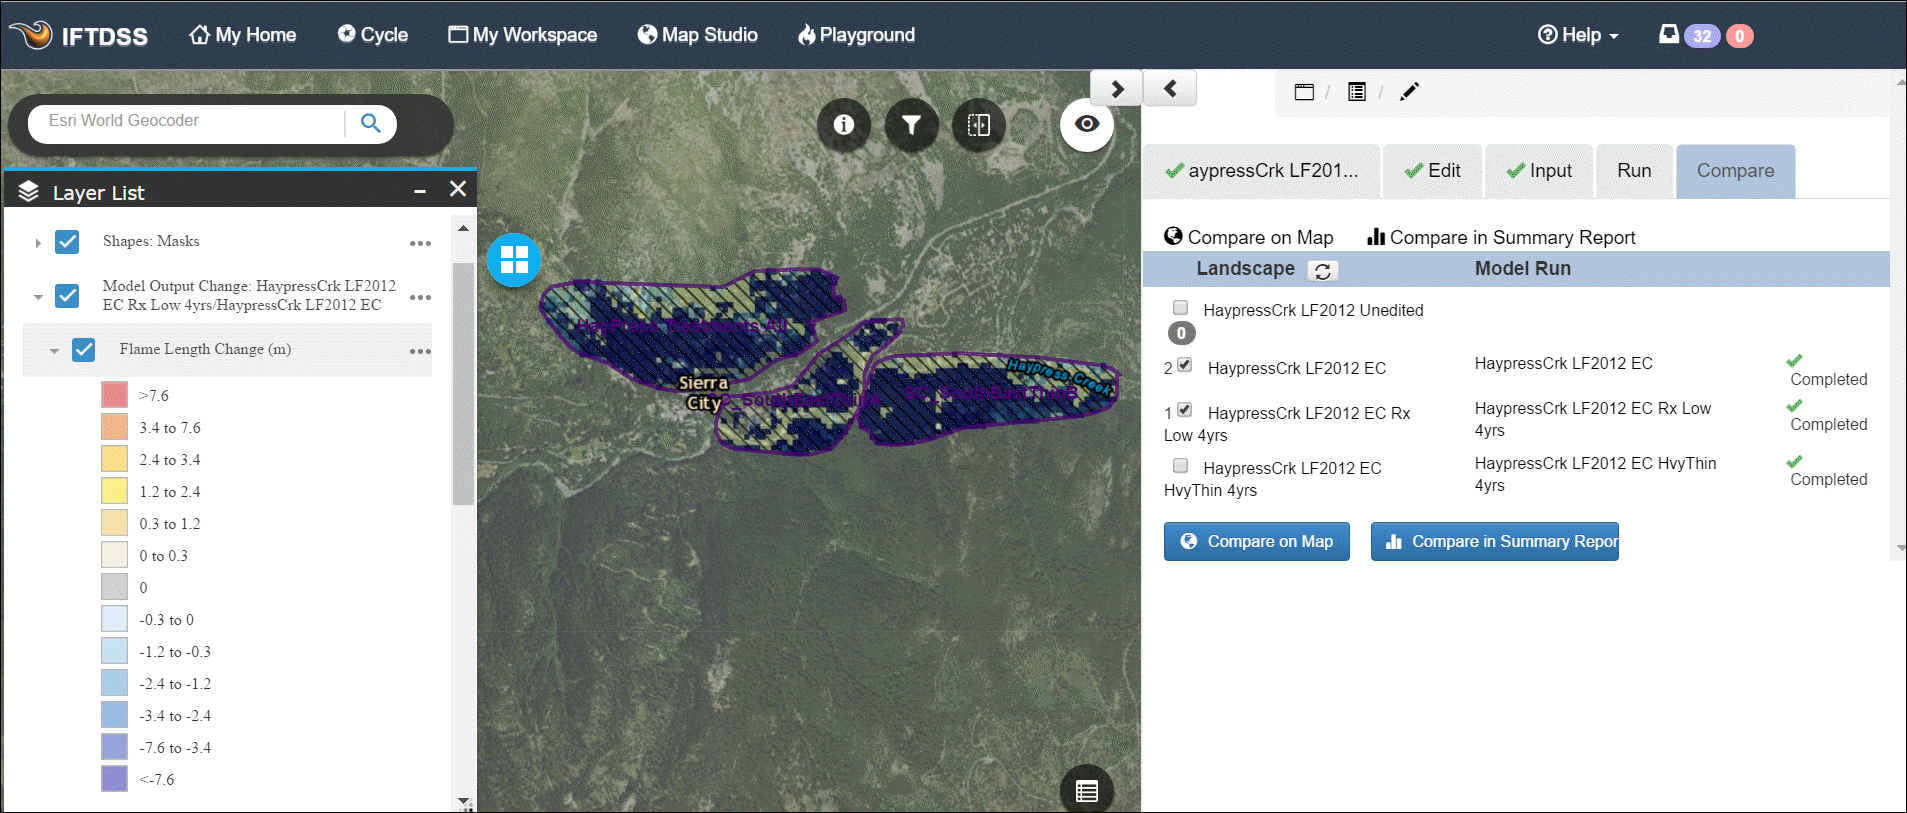 IFTDSS
My Home
Cycle
My Workspace
Map Studio
Playground
Help
32
0
Esri World Geocoder
Layer List
Shapes: Masks
Model Output Change: HaypressCrk LF2012
EC Rx Low 4yrs/HaypressCrk LF2012 EC
Flame Length Change (m)
>7.6
3.4 to 7.6
2.4 to 3.4
1.2 to 2.4
0.3 to 1.2
0 to 0.3
0
-0.3 to 0
-1.2 to -0.3
-2.4 to -1.2
-3.4 to -2.4
-7.6 to -3.4
<-7.6
HayPress Treatments All
Sierra
City
C_SouthEastThinA
SC_SouthEastThinB
Haypress Creek
aypressCrk LF201...
Edit
Input
Run
Compare
Compare on Map
Compare in Summary Report
Landscape
Model Run
HaypressCrk LF2012 Unedited
0
2 HaypressCrk LF2012 EC
HaypressCrk LF2012 EC
Completed
1 HaypressCrk LF2012 EC Rx
Low 4yrs
HaypressCrk LF2012 EC Rx Low
4yrs
Completed
HaypressCrk LF2012 EC
HvyThin 4yrs
HaypressCrk LF2012 EC HvyThin
4yrs
Completed
Compare on Map
Compare in Summary Repor